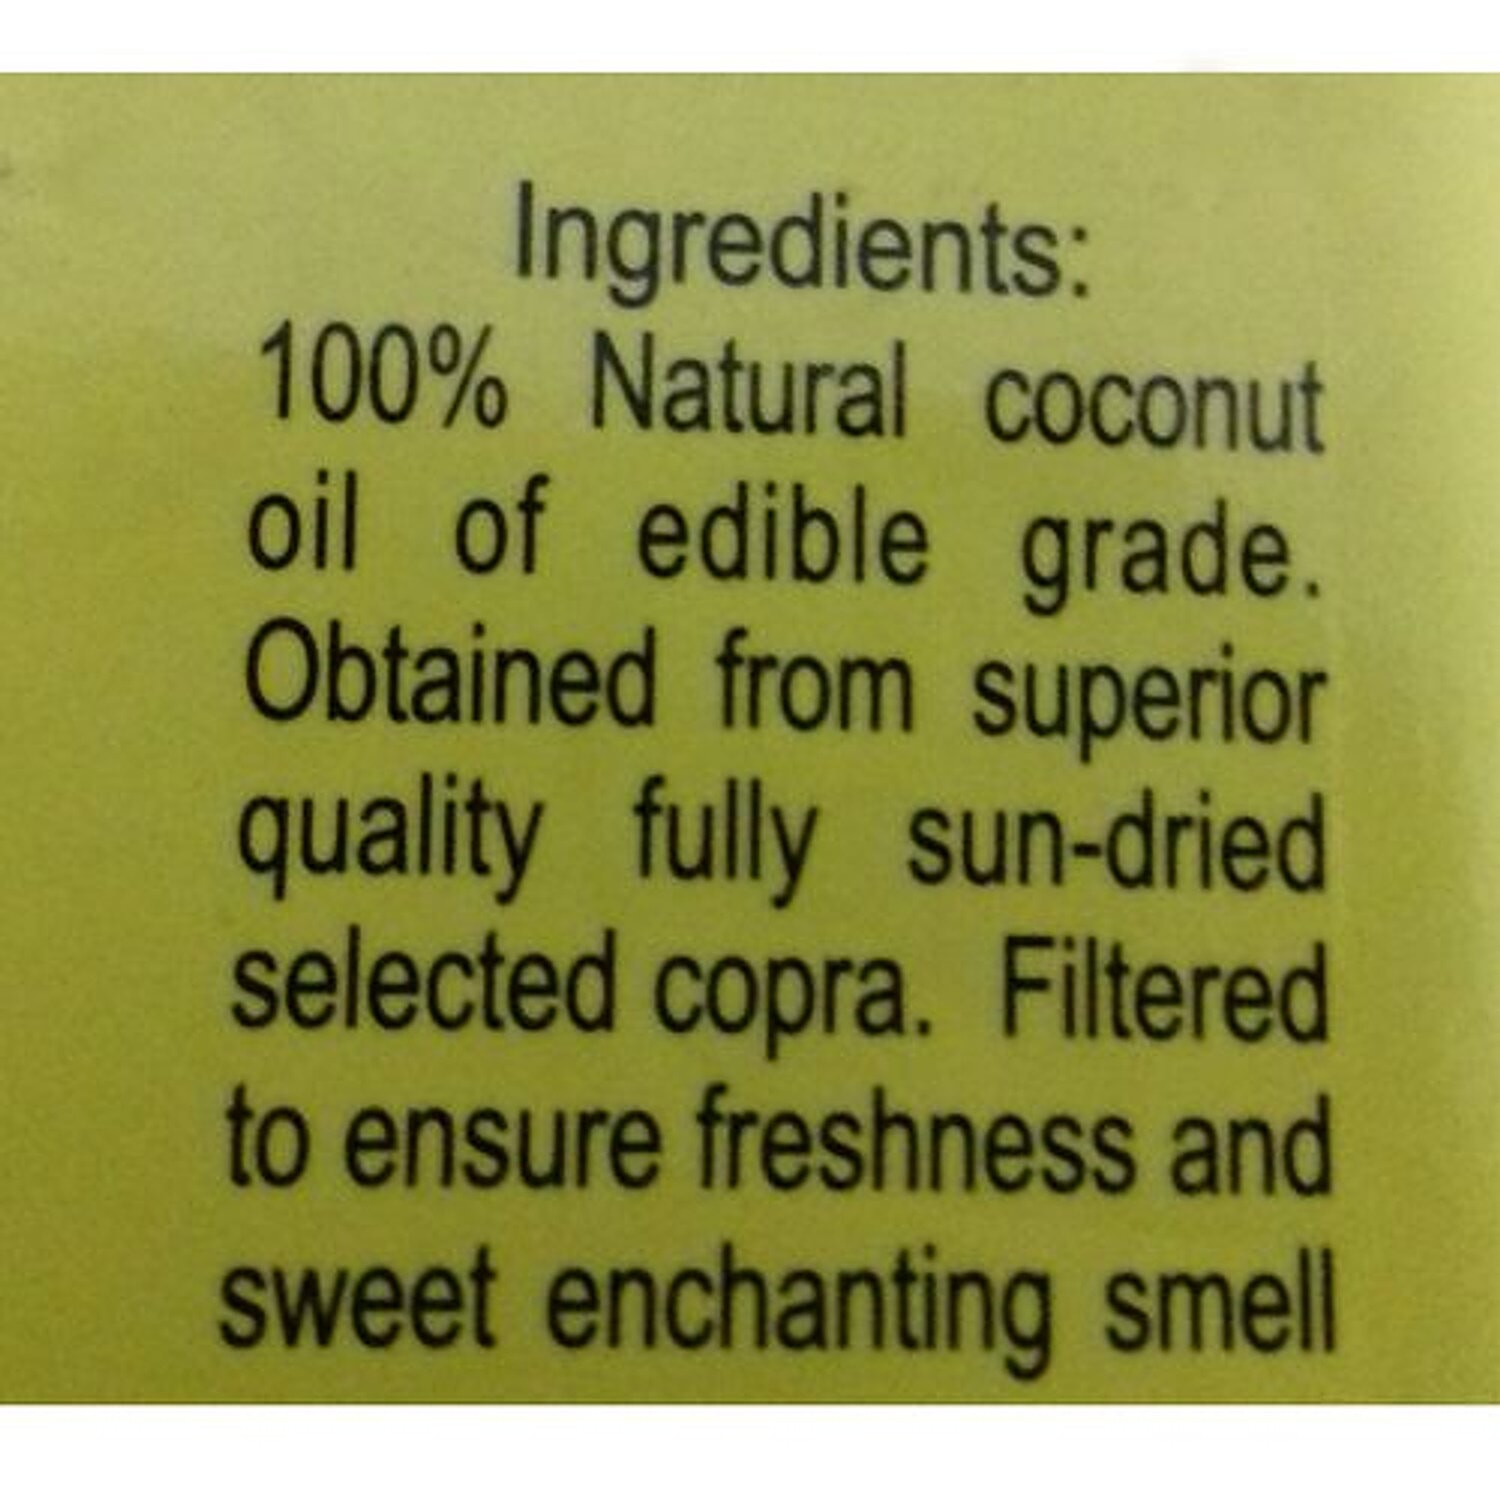 Ingredients:
100% Natural coconut
oil of edible grade.
Obtained from superior
quality fully sun-dried
selected copra. Filtered
to ensure freshness and
sweet enchanting smell